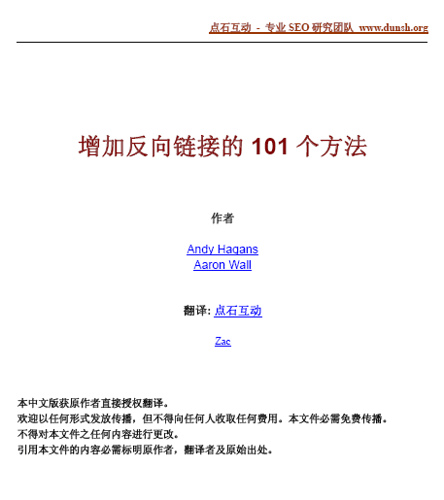 点石互动 - 专业 SEO 研究团队 www.dunsh.org
增加反向链接的 101 个方法
作者
Andy Hagans
Aaron Wall
翻译: 点石互动
Zac
本中文版获原作者直接授权翻译。
欢迎以任何形式发放传播，但不得向任何人收取任何费用。本文件必需免费传播。
不得对本文件之任何内容进行更改。
引用本文件的内容必需标明原作者，翻译者及原始出处。